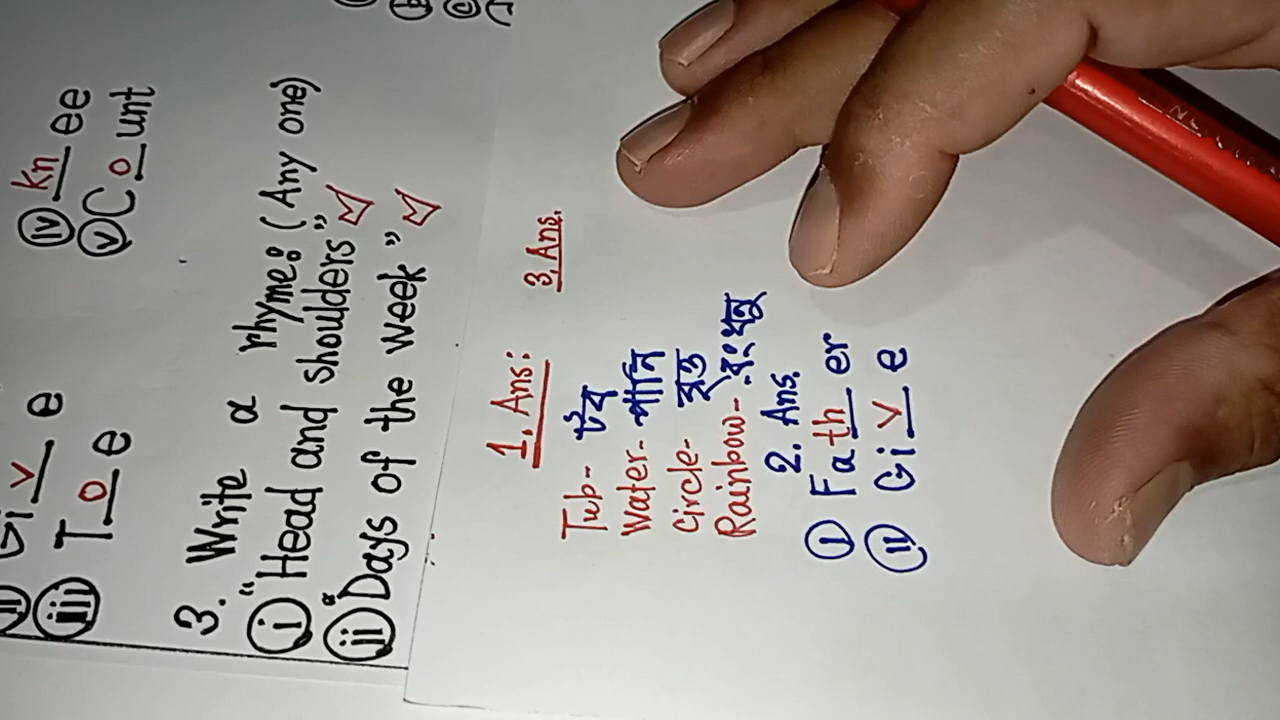 Gi v e
(iii) T o e
(iv) kn ee
(v) C o unt
3. Write a rhyme: (Any one)
(i) "Head and shoulders"
(ii) "Days of the week"
1. Ans:
Tub- টব
Water- পানি
Circle- বৃত্ত
Rainbow- রংধনু
2. Ans.
(i) Fa th er
(ii) Gi v e
3. Ans.